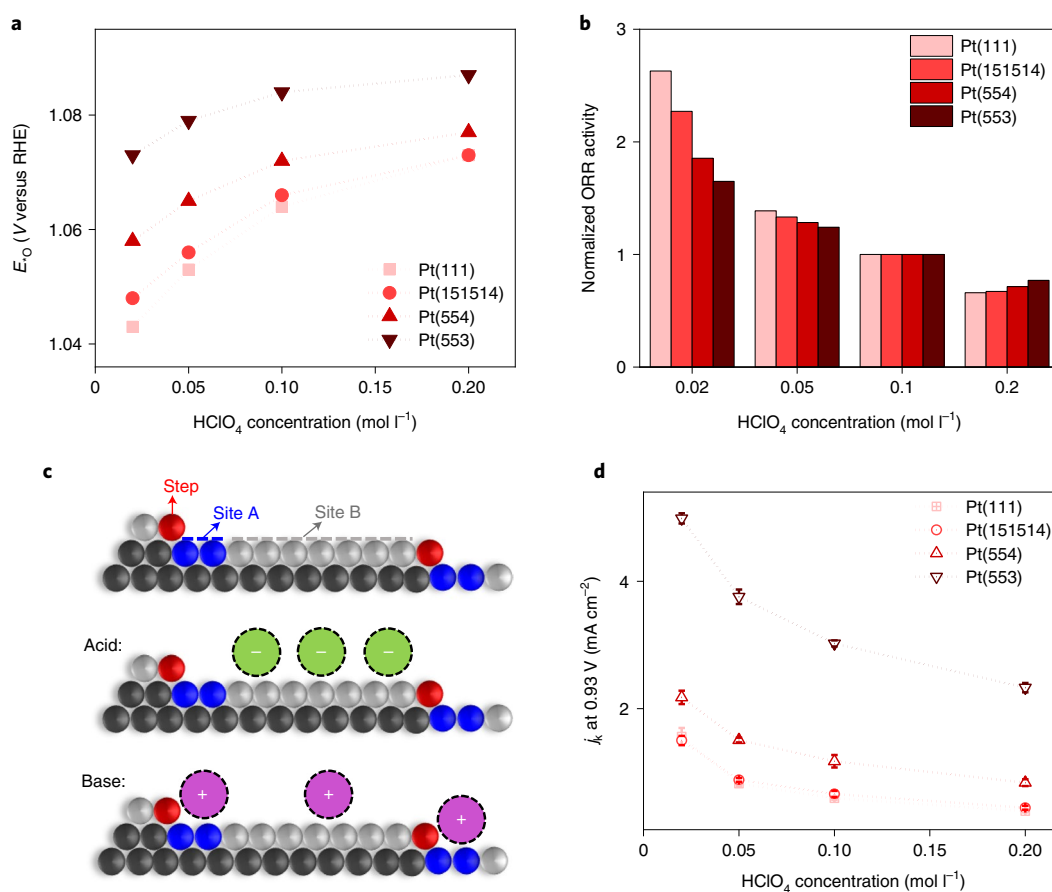 a
E*O (V versus RHE)
1.08
1.06
1.04
0
0.05
0.10
0.15
0.20
HClO4 concentration (mol l−1)
Pt(111)
Pt(151514)
Pt(554)
Pt(553)
b
Normalized ORR activity
3
2
1
0
0.02
0.05
0.1
0.2
HClO4 concentration (mol l−1)
Pt(111)
Pt(151514)
Pt(554)
Pt(553)
c
Step
Site A
Site B
Acid:
− − −
Base:
+ + +
d
jk at 0.93 V (mA cm−2)
4
2
0
0.05
0.10
0.15
0.20
HClO4 concentration (mol l−1)
Pt(111)
Pt(151514)
Pt(554)
Pt(553)